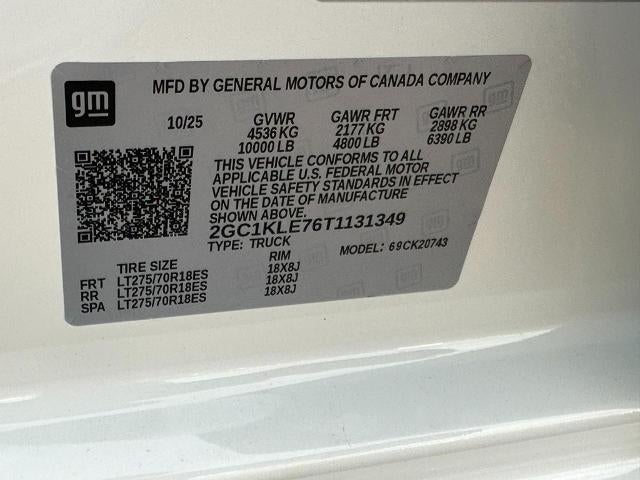 gm
MFD BY GENERAL MOTORS OF CANADA COMPANY
10/25 GVWR GAWR FRT GAWR RR
4536 KG 2177 KG 2898 KG
10000 LB 4800 LB 6390 LB
THIS VEHICLE CONFORMS TO ALL
APPLICABLE U.S. FEDERAL MOTOR
VEHICLE SAFETY STANDARDS IN EFFECT
ON THE DATE OF MANUFACTURE
SHOWN ABOVE.
2GC1KLE76T1131349
TYPE: TRUCK MODEL: 69CK20743
TIRE SIZE RIM
FRT LT275/70R18ES 18X8J
RR LT275/70R18ES 18X8J
SPA LT275/70R18ES 18X8J